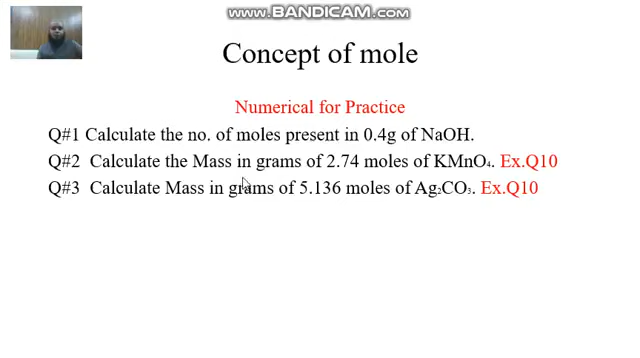 www.BANDICAM.com
Concept of mole
Numerical for Practice
Q#1 Calculate the no. of moles present in 0.4g of NaOH.
Q#2 Calculate the Mass in grams of 2.74 moles of KMnO₄. Ex.Q10
Q#3 Calculate Mass in grams of 5.136 moles of Ag₂CO₃. Ex.Q10